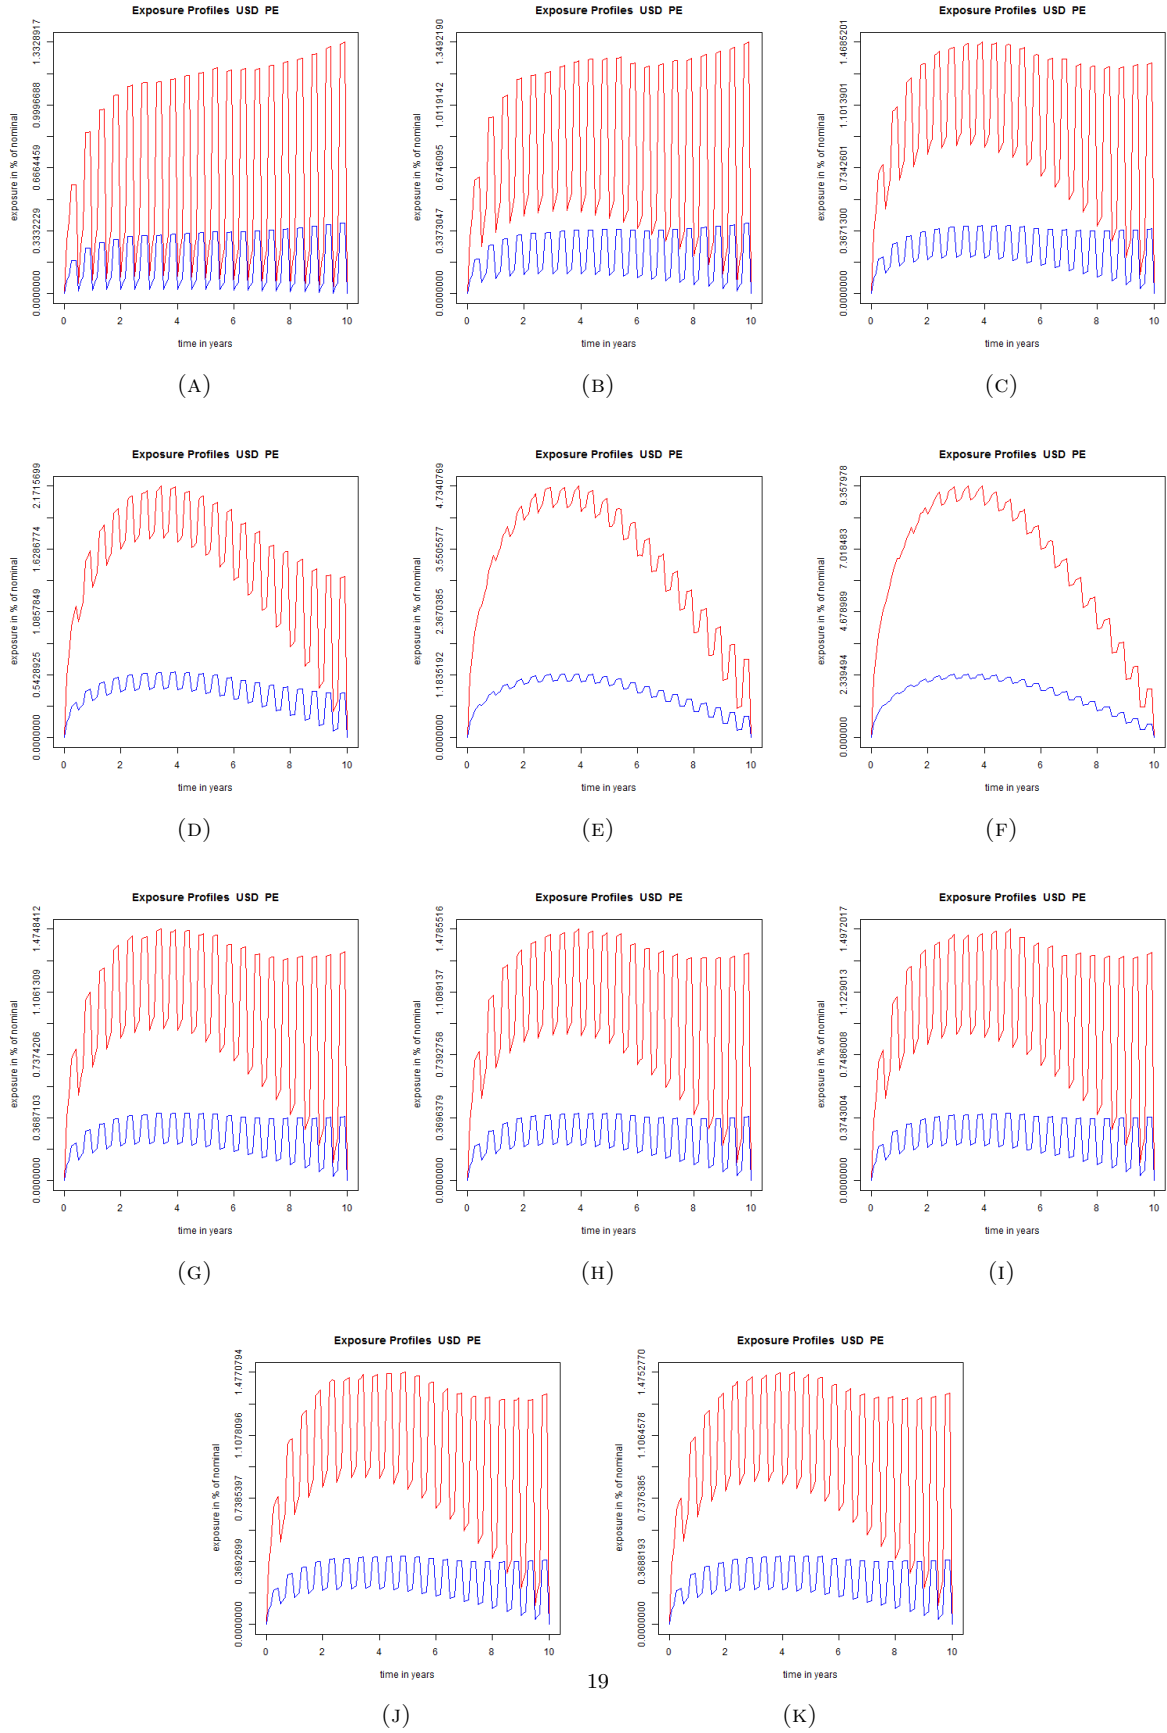 Exposure Profiles USD PE
exposure in % of nominal
0.0000000 0.3332229 0.6664459 0.9996688 1.3328917
0 2 4 6 8 10
time in years
(A)
Exposure Profiles USD PE
exposure in % of nominal
0.0000000 0.3373047 0.6746095 1.0119142 1.3492190
0 2 4 6 8 10
time in years
(B)
Exposure Profiles USD PE
exposure in % of nominal
0.0000000 0.3671300 0.7342601 1.1013901 1.4685201
0 2 4 6 8 10
time in years
(C)
Exposure Profiles USD PE
exposure in % of nominal
0.0000000 0.5428925 1.0857849 1.6286774 2.1715699
0 2 4 6 8 10
time in years
(D)
Exposure Profiles USD PE
exposure in % of nominal
0.0000000 1.1835192 2.3670385 3.5505577 4.7340769
0 2 4 6 8 10
time in years
(E)
Exposure Profiles USD PE
exposure in % of nominal
0.0000000 2.339494 4.678989 7.018483 9.357978
0 2 4 6 8 10
time in years
(F)
Exposure Profiles USD PE
exposure in % of nominal
0.0000000 0.3687103 0.7374206 1.1061309 1.4748412
0 2 4 6 8 10
time in years
(G)
Exposure Profiles USD PE
exposure in % of nominal
0.0000000 0.3696379 0.7392758 1.1089137 1.4785516
0 2 4 6 8 10
time in years
(H)
Exposure Profiles USD PE
exposure in % of nominal
0.0000000 0.3743004 0.7486008 1.1229013 1.4972017
0 2 4 6 8 10
time in years
(I)
Exposure Profiles USD PE
exposure in % of nominal
0.0000000 0.3692699 0.7385397 1.1078096 1.4770794
0 2 4 6 8 10
time in years
(J)
Exposure Profiles USD PE
exposure in % of nominal
0.0000000 0.3688193 0.7376385 1.1064578 1.4752770
0 2 4 6 8 10
time in years
(K)
19